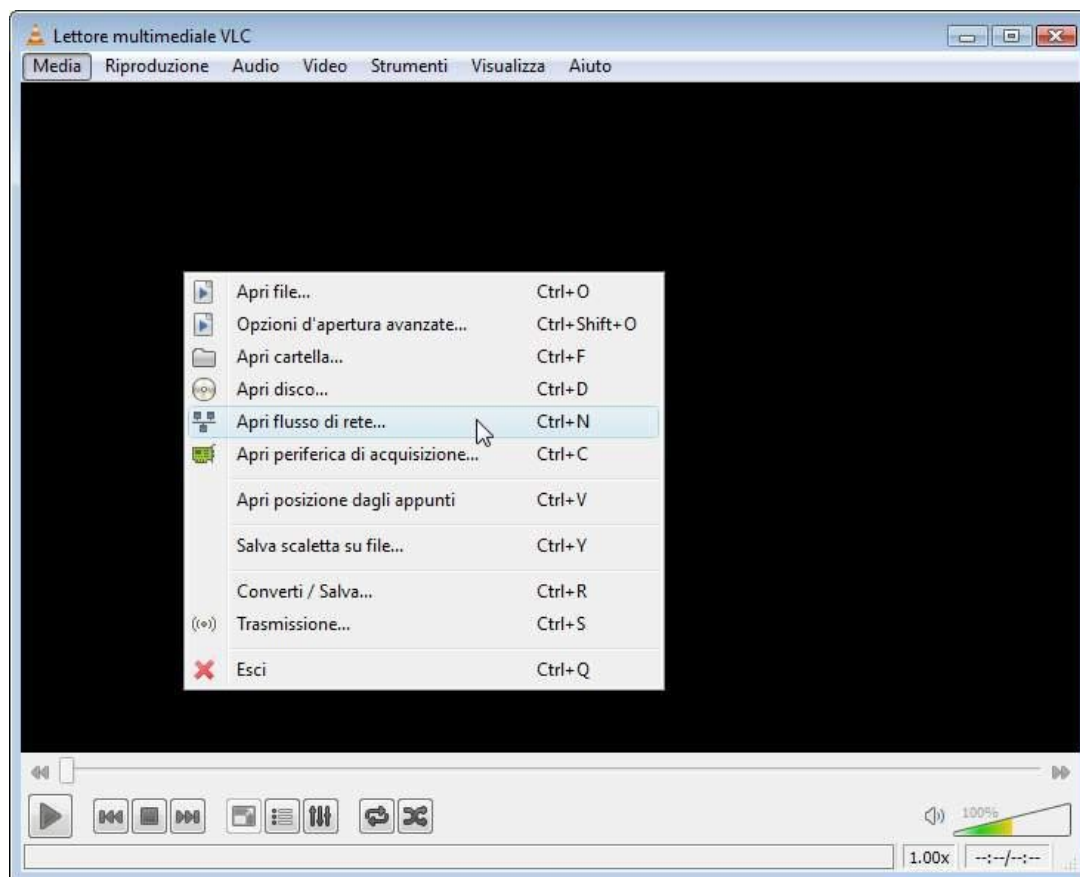 Lettore multimediale VLC
Media Riproduzione Audio Video Strumenti Visualizza Aiuto
Apri file... Ctrl+O
Opzioni d'apertura avanzate... Ctrl+Shift+O
Apri cartella... Ctrl+F
Apri disco... Ctrl+D
Apri flusso di rete... Ctrl+N
Apri periferica di acquisizione... Ctrl+C
Apri posizione dagli appunti Ctrl+V
Salva scaletta su file... Ctrl+Y
Converti / Salva... Ctrl+R
Trasmissione... Ctrl+S
Esci Ctrl+Q
100%
1.00x --:--/--:--